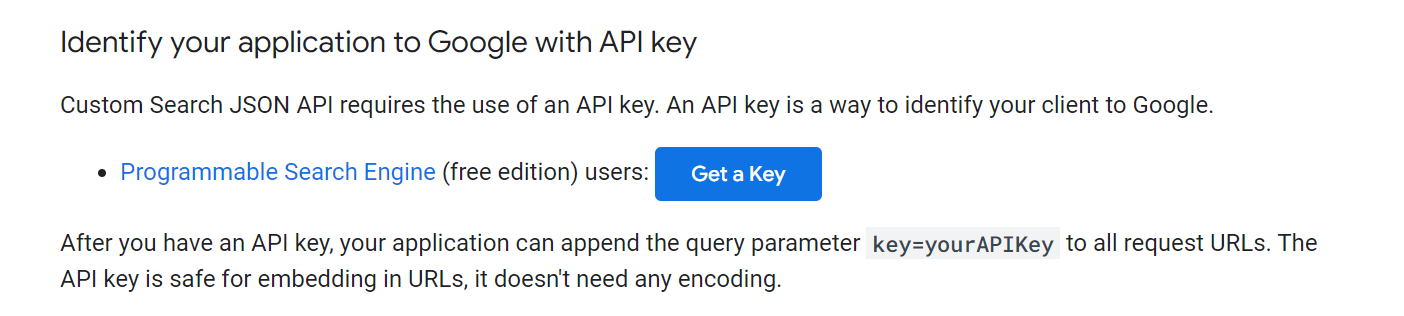 Identify your application to Google with API key
Custom Search JSON API requires the use of an API key. An API key is a way to identify your client to Google.
• Programmable Search Engine (free edition) users: Get a Key
After you have an API key, your application can append the query parameter key=yourAPIKey to all request URLs. The
API key is safe for embedding in URLs, it doesn't need any encoding.